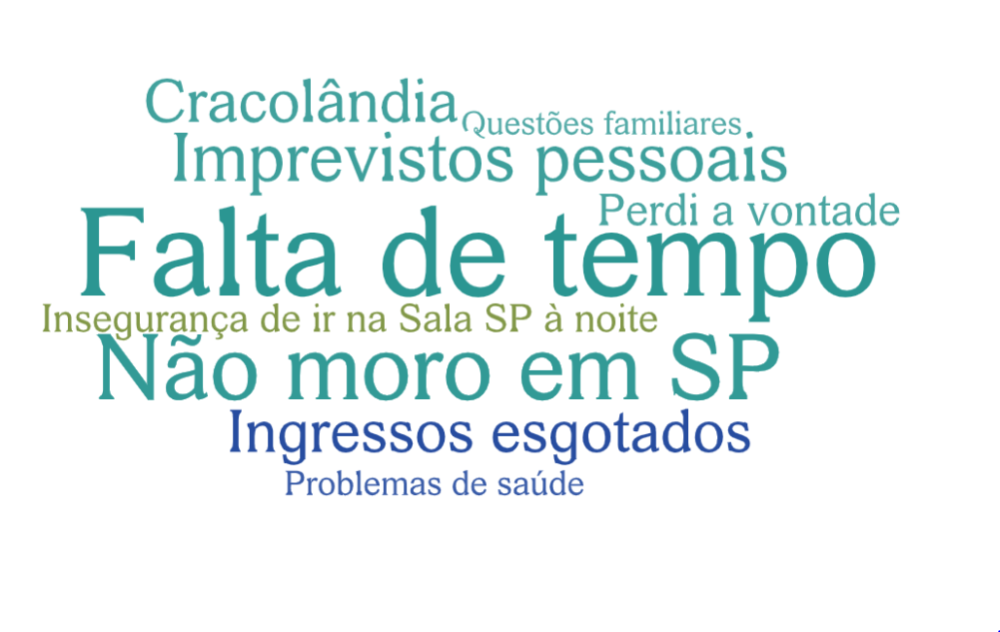 Cracolândia
Questões familiares
Imprevistos pessoais
Perdi a vontade
Falta de tempo
Insegurança de ir na Sala SP à noite
Não moro em SP
Ingressos esgotados
Problemas de saúde